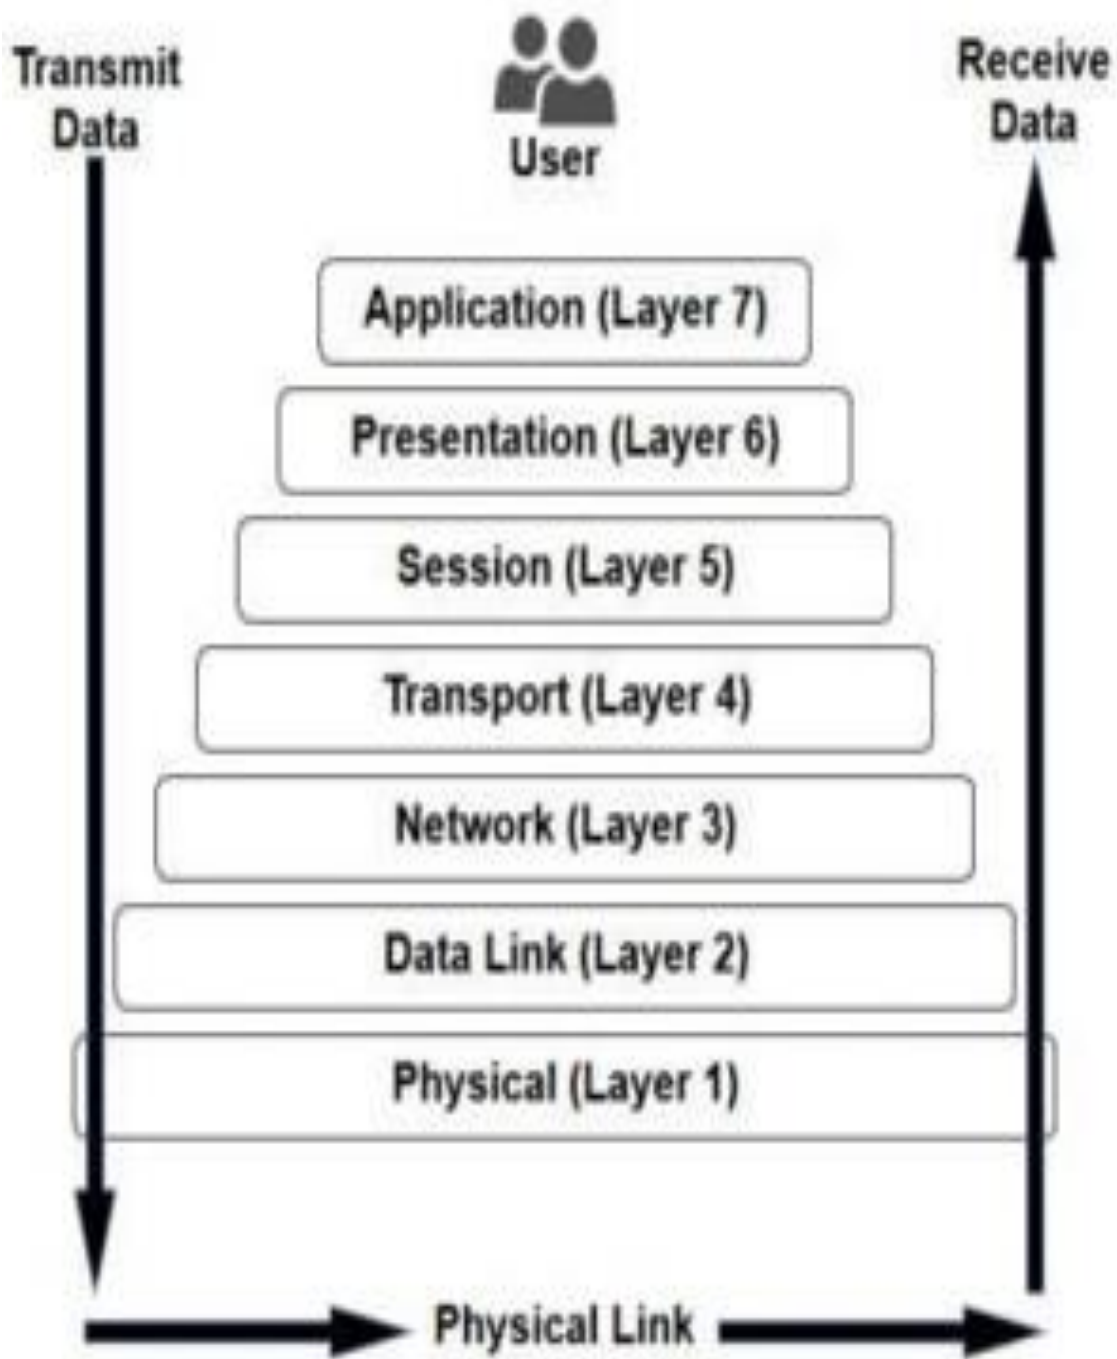 Transmit
Data
User
Receive
Data
Application (Layer 7)
Presentation (Layer 6)
Session (Layer 5)
Transport (Layer 4)
Network (Layer 3)
Data Link (Layer 2)
Physical (Layer 1)
Physical Link